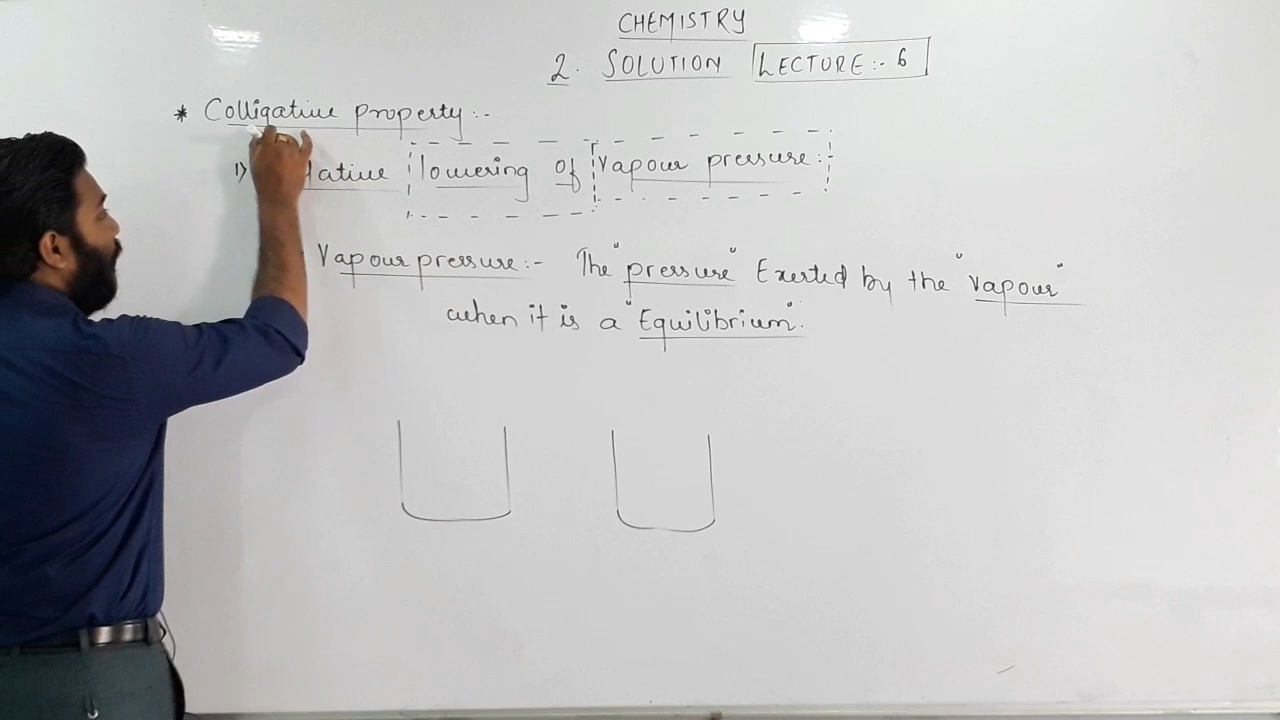 CHEMISTRY
2. SOLUTION LECTURE:- 6
* Colligative property:-
1) lative lowering of vapour pressure:-
Vapour pressure:- The "pressure" Exerted by the "vapour"
when it is a "Equilibrium".